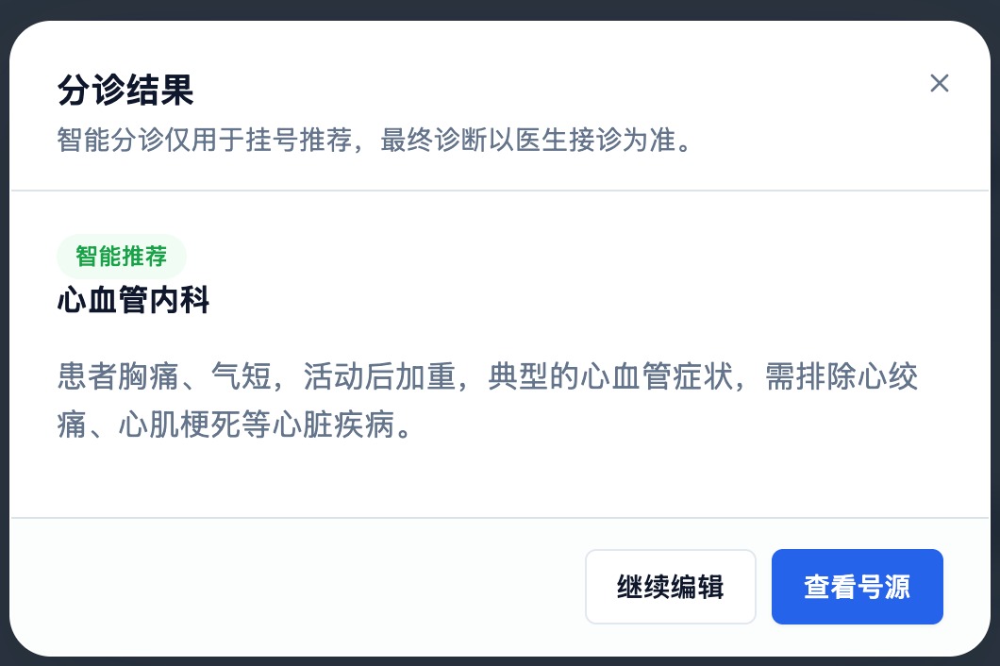 分诊结果
智能分诊仅用于挂号推荐，最终诊断以医生接诊为准。
智能推荐
心血管内科
患者胸痛、气短，活动后加重，典型的心血管症状，需排除心绞
痛、心肌梗死等心脏疾病。
继续编辑
查看号源